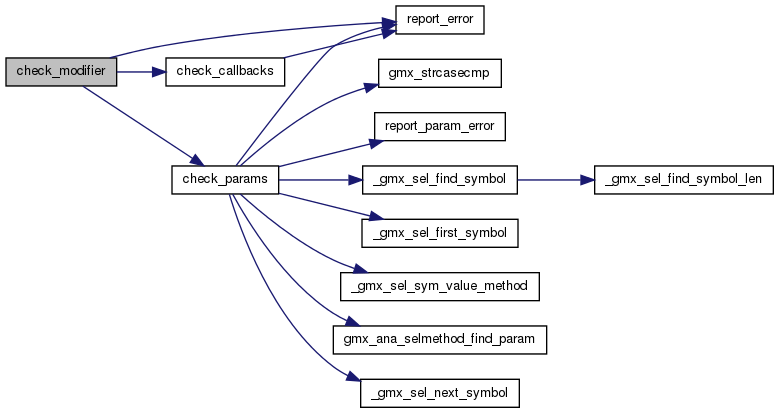 report_error
check_modifier
check_callbacks
gmx_strcasecmp
report_param_error
check_params
_gmx_sel_find_symbol
_gmx_sel_find_symbol_len
_gmx_sel_first_symbol
_gmx_sel_sym_value_method
gmx_ana_selmethod_find_param
_gmx_sel_next_symbol